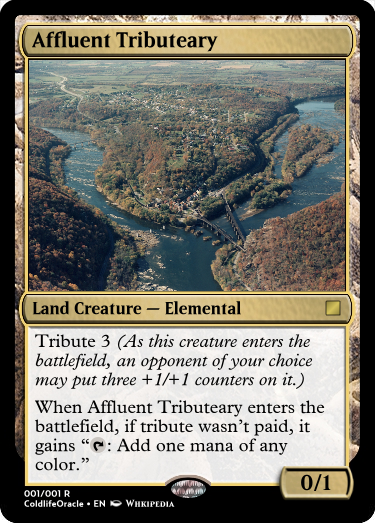 Affluent Tributeary
Land Creature — Elemental
Tribute 3 (As this creature enters the
battlefield, an opponent of your choice
may put three +1/+1 counters on it.)
When Affluent Tributeary enters the
battlefield, if tribute wasn't paid, it
gains “: Add one mana of any
color.”
0/1
001/001 R
ColdlifeOracle • EN Wikipedia